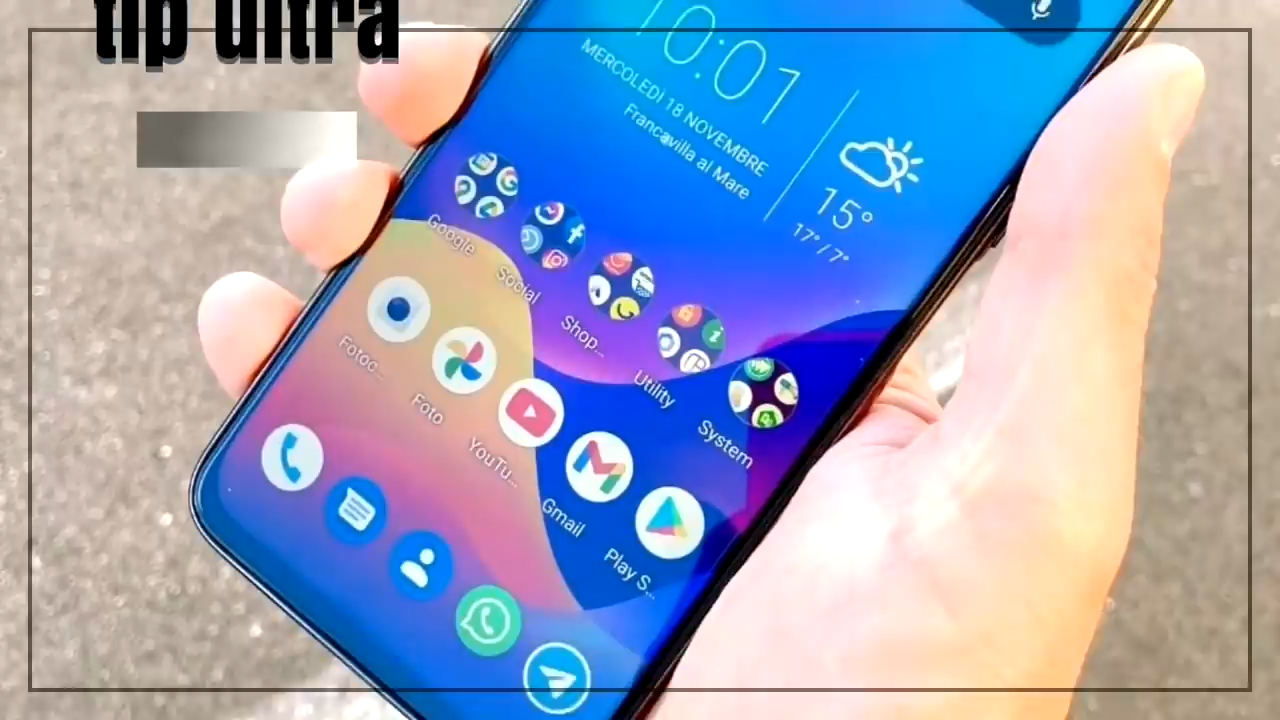 tip ultra
10:01
MERCOLEDÌ 18 NOVEMBRE
Francavilla al Mare
15°
17° / 7°
Google
Social
Shop...
Utility
System
Fotoc...
Foto
YouTu...
Gmail
Play S...